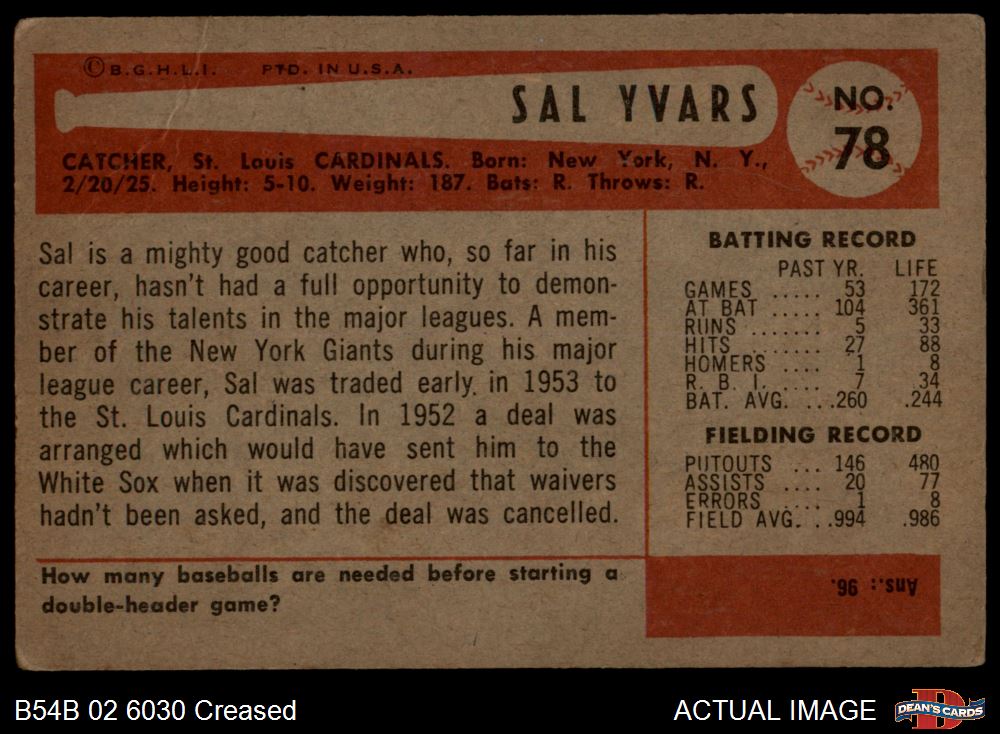 © B.G.H.L.I. PTD. IN U.S.A.
SAL YVARS
NO.
78
CATCHER, St. Louis CARDINALS. Born: New York, N. Y.,
2/20/25. Height: 5-10. Weight: 187. Bats: R. Throws: R.
Sal is a mighty good catcher who, so far in his
career, hasn't had a full opportunity to demon-
strate his talents in the major leagues. A mem-
ber of the New York Giants during his major
league career, Sal was traded early in 1953 to
the St. Louis Cardinals. In 1952 a deal was
arranged which would have sent him to the
White Sox when it was discovered that waivers
hadn't been asked, and the deal was cancelled.
BATTING RECORD
PAST YR. LIFE
GAMES ..... 53 172
AT BAT ..... 104 361
RUNS ....... 5 33
HITS ....... 27 88
HOMERS .... 1 8
R. B. I. .... 7 34
BAT. AVG. ...260 .244
FIELDING RECORD
PUTOUTS ... 146 480
ASSISTS .... 20 77
ERRORS .... 1 8
FIELD AVG. ..994 .986
How many baseballs are needed before starting a
double-header game?
Ans.: 96.
B54B 02 6030 Creased
ACTUAL IMAGE
DEAN'S CARDS